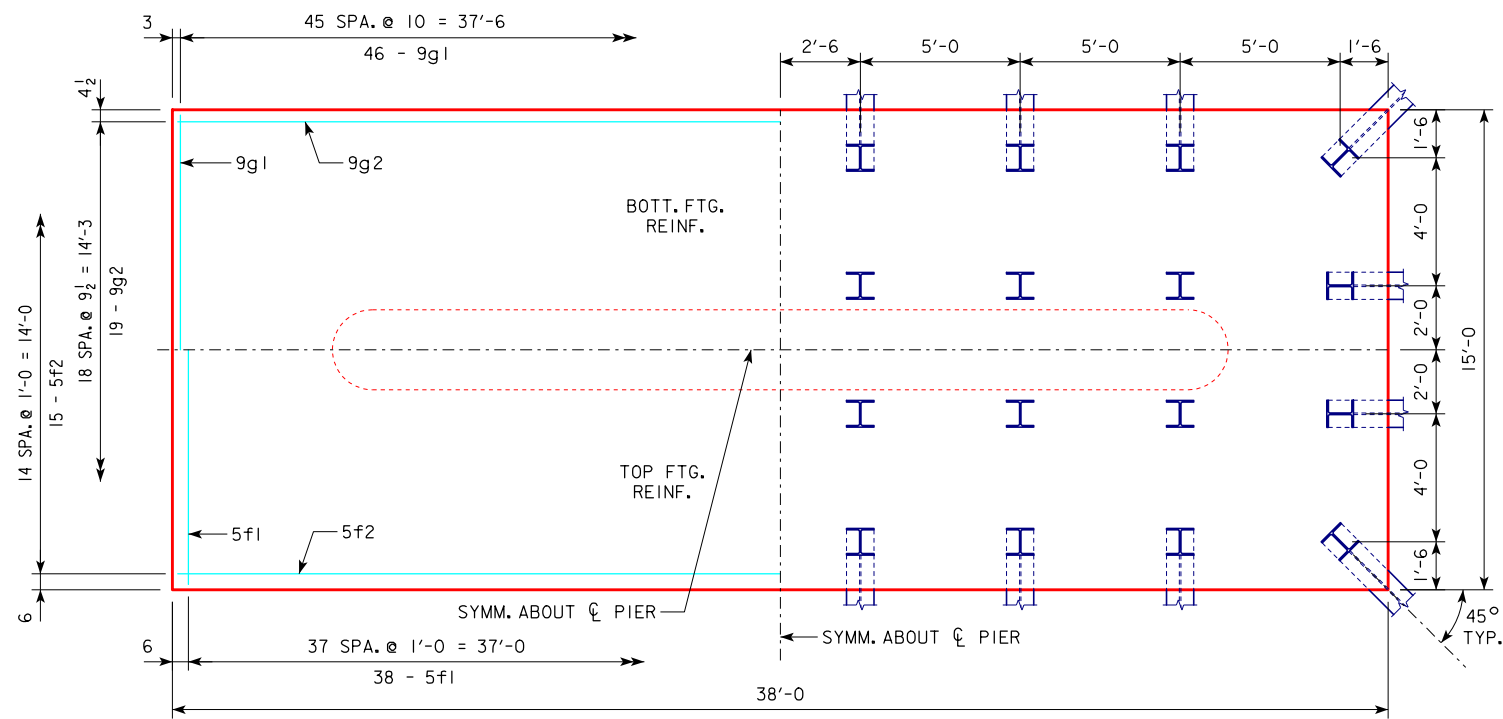 45 SPA. @ 10 = 37'-6
3
46 - 9g1
2'-6
5'-0
5'-0
5'-0
1'-6
4 1/2
9g1
9g2
BOTT. FTG.
REINF.
1'-6
4'-0
2'-0
15'-0
2'-0
4'-0
1'-6
14 SPA. @ 1'-0 = 14'-0
15 - 5f2
18 SPA. @ 9 1/2 = 14'-3
19 - 9g2
TOP FTG.
REINF.
5f1
5f2
6
SYMM. ABOUT ℄ PIER
SYMM. ABOUT ℄ PIER
45°
TYP.
6
37 SPA. @ 1'-0 = 37'-0
38 - 5f1
38'-0